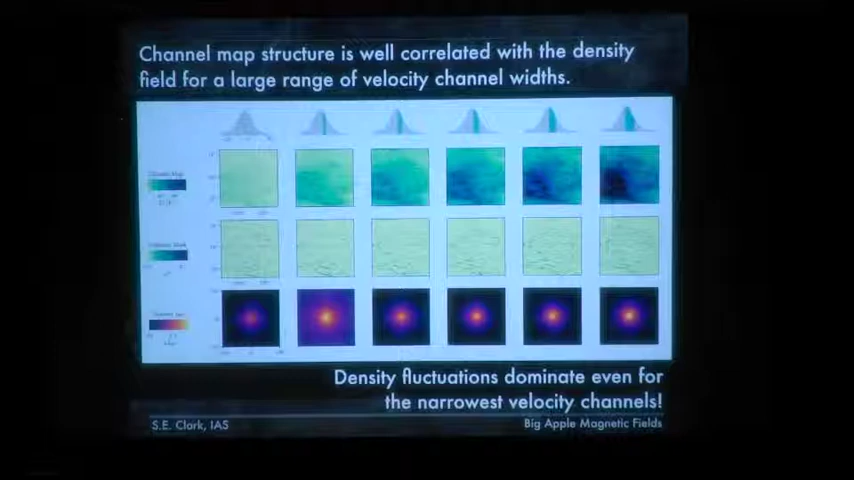 Channel map structure is well correlated with the density
field for a large range of velocity channel widths.
Density fluctuations dominate even for
the narrowest velocity channels!
S.E. Clark, IAS
Big Apple Magnetic Fields